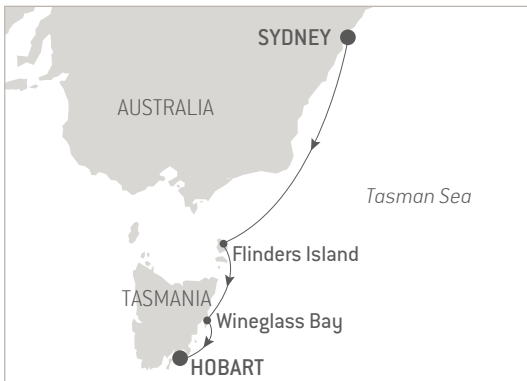 SYDNEY
AUSTRALIA
Tasman Sea
Flinders Island
TASMANIA
Wineglass Bay
HOBART